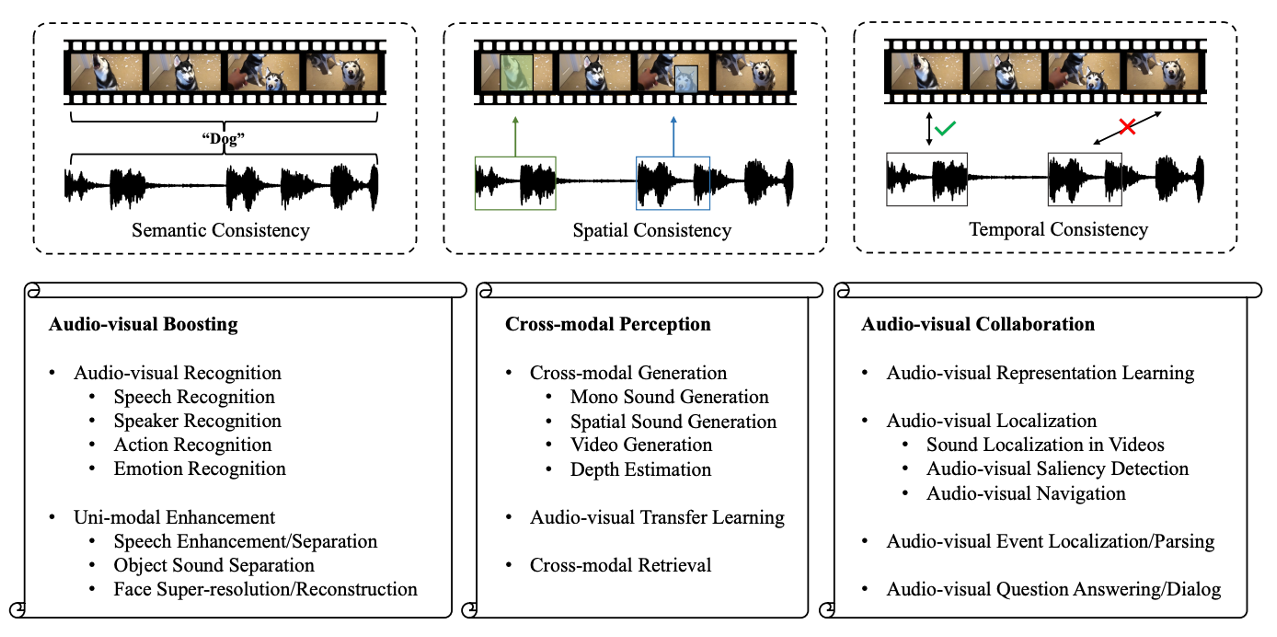 “Dog”
Semantic Consistency
Spatial Consistency
Temporal Consistency
Audio-visual Boosting
• Audio-visual Recognition
• Speech Recognition
• Speaker Recognition
• Action Recognition
• Emotion Recognition
• Uni-modal Enhancement
• Speech Enhancement/Separation
• Object Sound Separation
• Face Super-resolution/Reconstruction
Cross-modal Perception
• Cross-modal Generation
• Mono Sound Generation
• Spatial Sound Generation
• Video Generation
• Depth Estimation
• Audio-visual Transfer Learning
• Cross-modal Retrieval
Audio-visual Collaboration
• Audio-visual Representation Learning
• Audio-visual Localization
• Sound Localization in Videos
• Audio-visual Saliency Detection
• Audio-visual Navigation
• Audio-visual Event Localization/Parsing
• Audio-visual Question Answering/Dialog